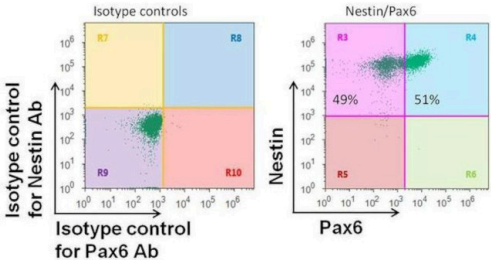 Isotype controls
R7
R8
10⁶
10⁵
10⁴
10³
10²
10¹
10⁰
R9
R10
10⁰ 10¹ 10² 10³ 10⁴ 10⁵ 10⁶
Isotype control
for Nestin Ab
Isotype control
for Pax6 Ab
Nestin/Pax6
R3
R4
10⁶
10⁵
10⁴
10³
10²
10¹
10⁰
49%
51%
R5
R6
10⁰ 10¹ 10² 10³ 10⁴ 10⁵ 10⁶
Nestin
Pax6